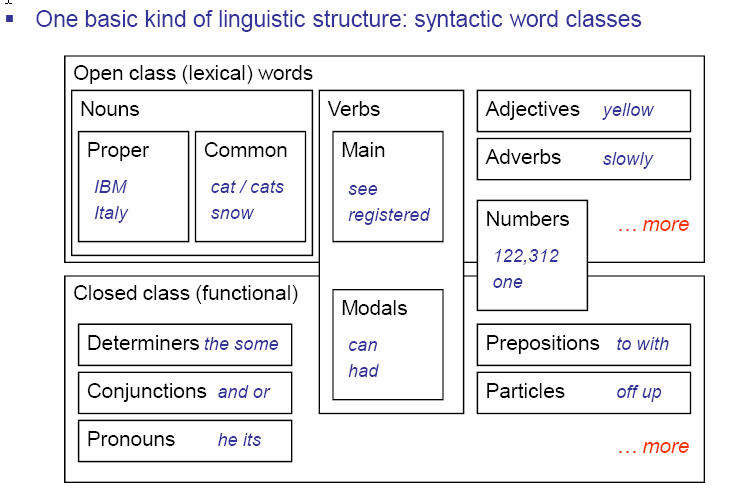 One basic kind of linguistic structure: syntactic word classes
Open class (lexical) words
Nouns
Proper
IBM
Italy
Common
cat / cats
snow
Verbs
Main
see
registered
Adjectives yellow
Adverbs slowly
Numbers
122,312
one
... more
Closed class (functional)
Determiners the some
Conjunctions and or
Pronouns he its
Modals
can
had
Prepositions to with
Particles off up
... more